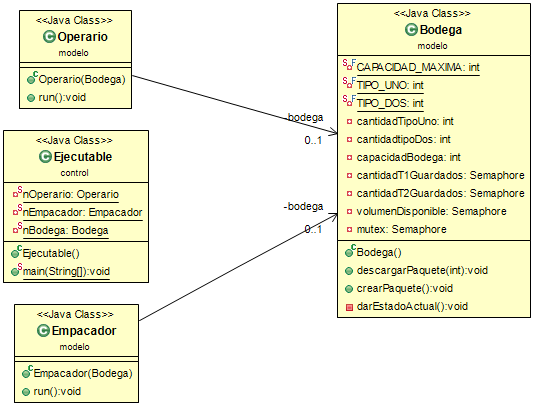 <<Java Class>>
Operario
modelo
Operario(Bodega)
run():void
<<Java Class>>
Ejecutable
control
nOperario: Operario
nEmpacador: Empacador
nBodega: Bodega
Ejecutable()
main(String[]):void
<<Java Class>>
Empacador
modelo
Empacador(Bodega)
run():void
-bodega
0..1
-bodega
0..1
<<Java Class>>
Bodega
modelo
CAPACIDAD_MAXIMA: int
TIPO_UNO: int
TIPO_DOS: int
cantidadTipoUno: int
cantidadtipoDos: int
capacidadBodega: int
cantidadT1Guardados: Semaphore
cantidadT2Guardados: Semaphore
volumenDisponible: Semaphore
mutex: Semaphore
Bodega()
descargarPaquete(int):void
crearPaquete():void
darEstadoActual():void